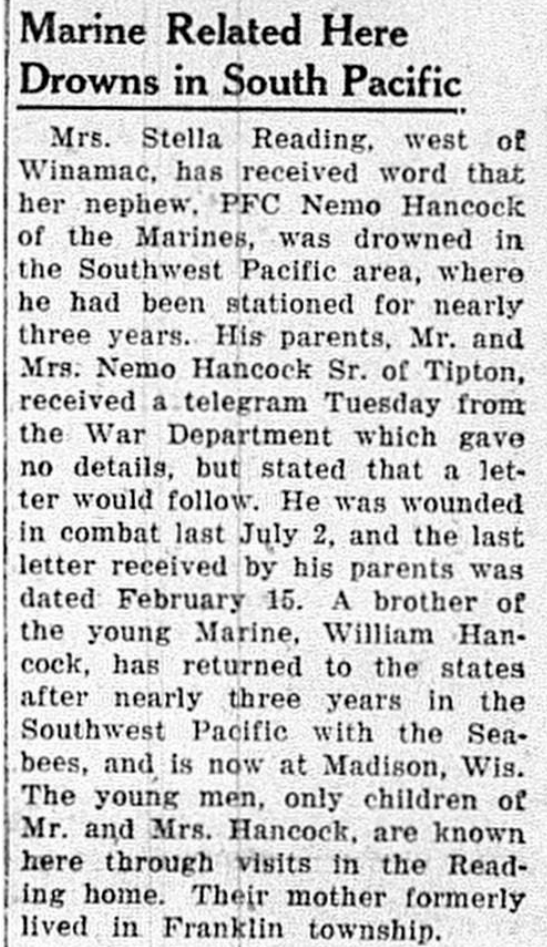 Marine Related Here
Drowns in South Pacific
Mrs. Stella Reading, west of
Winamac, has received word that
her nephew, PFC Nemo Hancock
of the Marines, was drowned in
the Southwest Pacific area, where
he had been stationed for nearly
three years. His parents, Mr. and
Mrs. Nemo Hancock Sr. of Tipton,
received a telegram Tuesday from
the War Department which gave
no details, but stated that a let-
ter would follow. He was wounded
in combat last July 2, and the last
letter received by his parents was
dated February 15. A brother of
the young Marine, William Han-
cock, has returned to the states
after nearly three years in the
Southwest Pacific with the Sea-
bees, and is now at Madison, Wis.
The young men, only children of
Mr. and Mrs. Hancock, are known
here through visits in the Read-
ing home. Their mother formerly
lived in Franklin township.